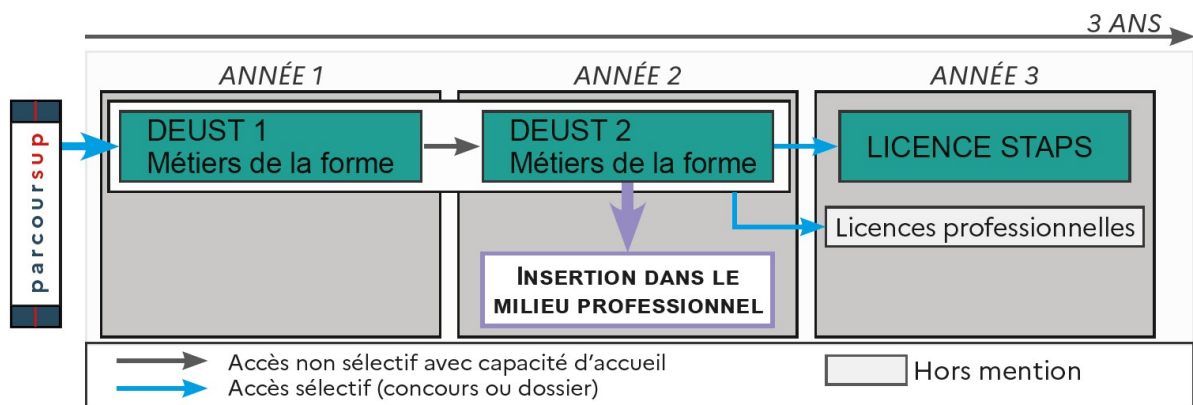 3 ANS
ANNÉE 1
ANNÉE 2
ANNÉE 3
parcoursup
DEUST 1
Métiers de la forme
DEUST 2
Métiers de la forme
LICENCE STAPS
Licences professionnelles
INSERTION DANS LE
MILIEU PROFESSIONNEL
Accès non sélectif avec capacité d'accueil
Accès sélectif (concours ou dossier)
Hors mention